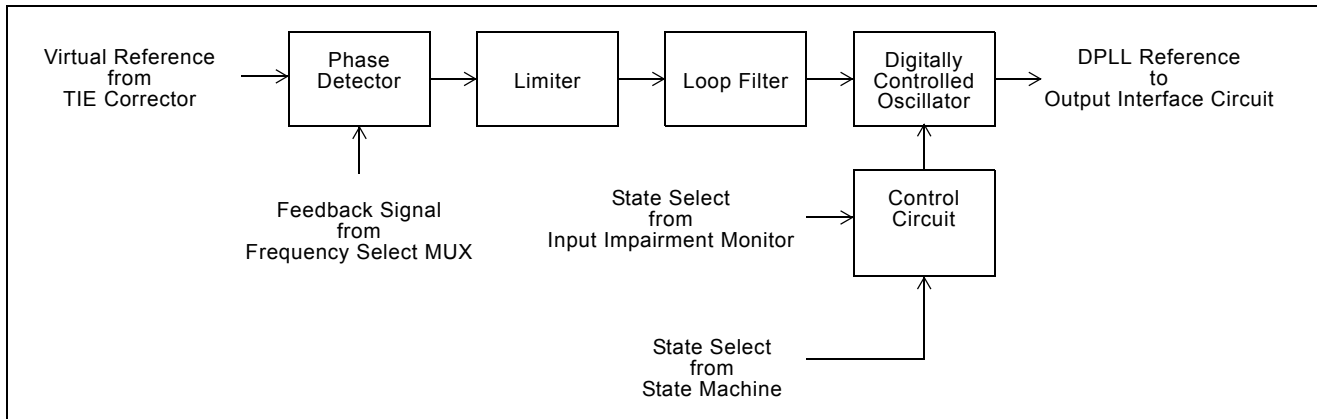 Virtual Reference
from
TIE Corrector
Phase
Detector
Limiter
Loop Filter
Digitally
Controlled
Oscillator
DPLL Reference
to
Output Interface Circuit
Feedback Signal
from
Frequency Select MUX
State Select
from
Input Impairment Monitor
Control
Circuit
State Select
from
State Machine